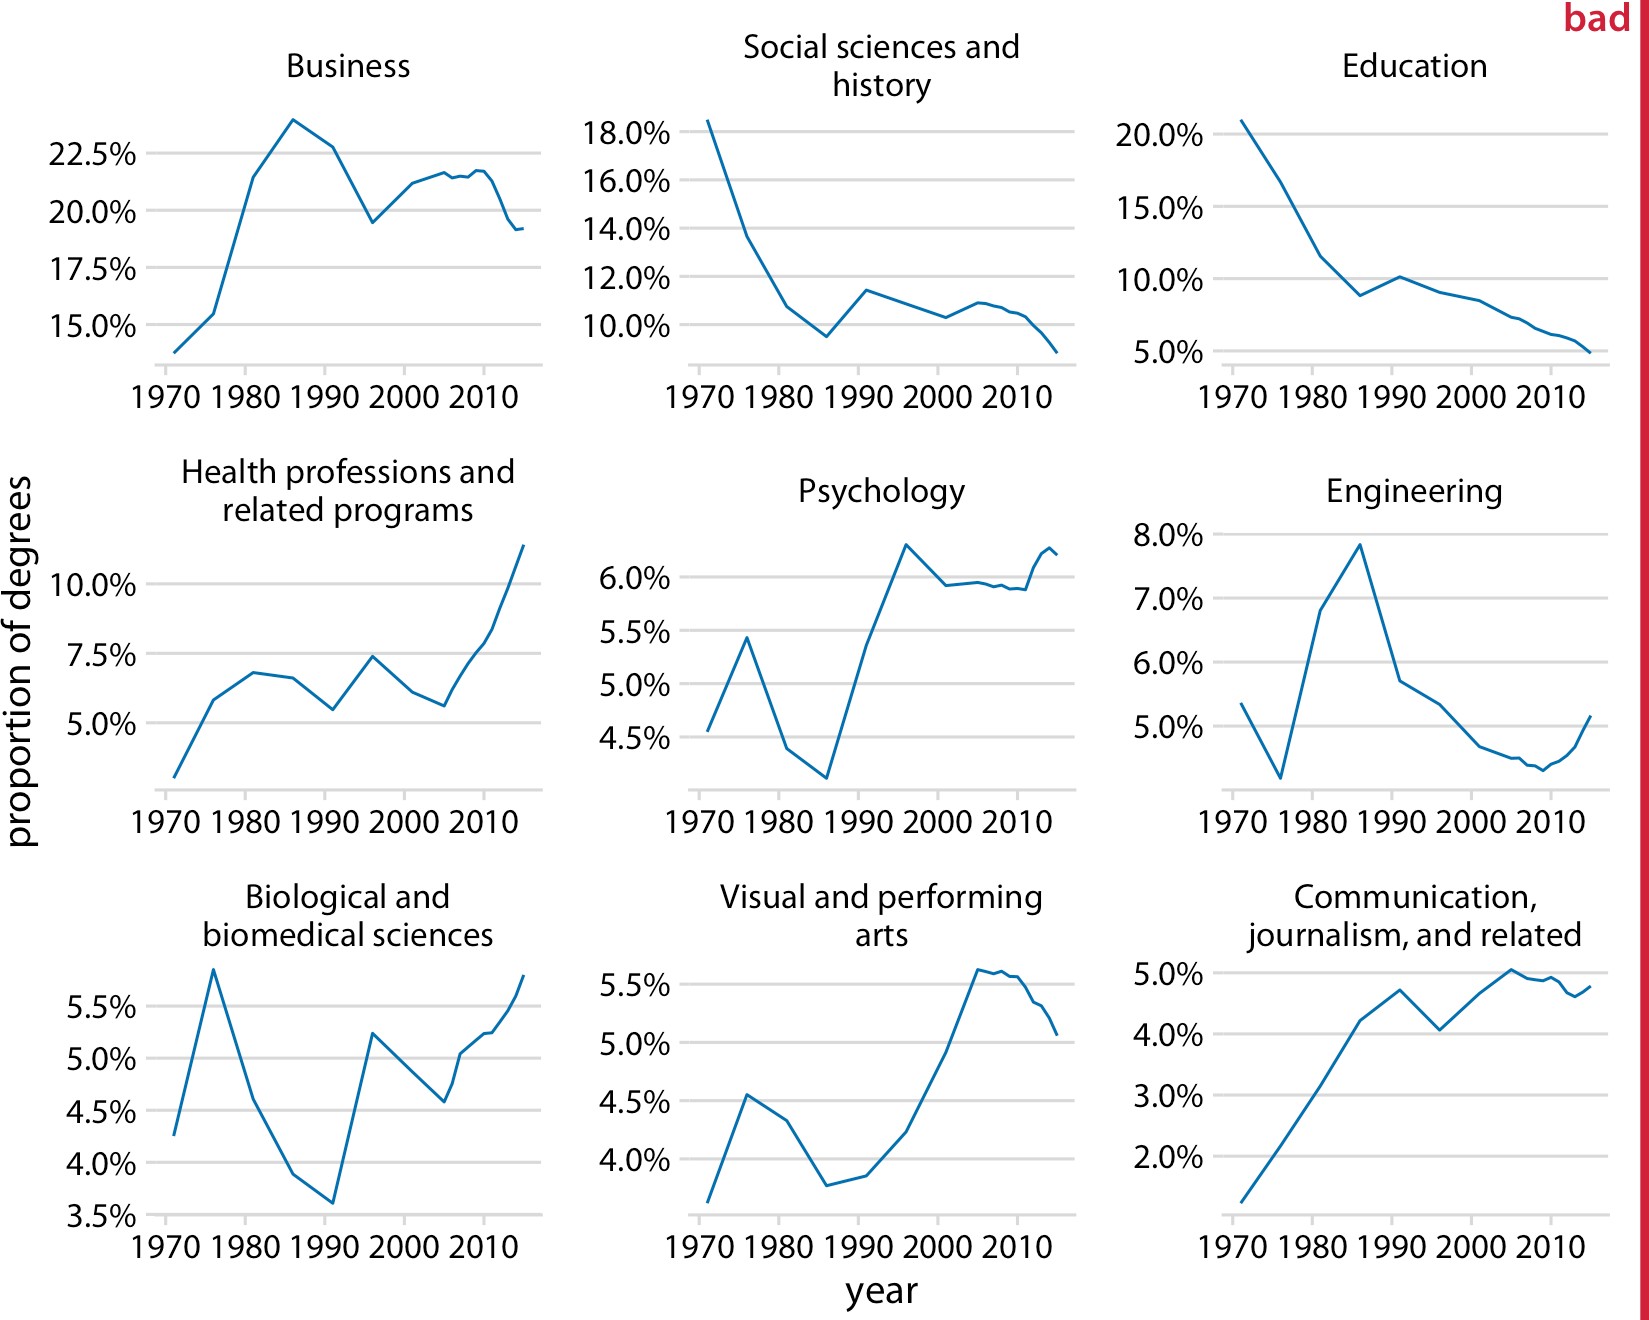 bad
Business
22.5%
20.0%
17.5%
15.0%
1970 1980 1990 2000 2010
Social sciences and
history
18.0%
16.0%
14.0%
12.0%
10.0%
1970 1980 1990 2000 2010
Education
20.0%
15.0%
10.0%
5.0%
1970 1980 1990 2000 2010
proportion of degrees
Health professions and
related programs
10.0%
7.5%
5.0%
1970 1980 1990 2000 2010
Psychology
6.0%
5.5%
5.0%
4.5%
1970 1980 1990 2000 2010
Engineering
8.0%
7.0%
6.0%
5.0%
1970 1980 1990 2000 2010
Biological and
biomedical sciences
5.5%
5.0%
4.5%
4.0%
3.5%
1970 1980 1990 2000 2010
Visual and performing
arts
5.5%
5.0%
4.5%
4.0%
1970 1980 1990 2000 2010
Communication,
journalism, and related
5.0%
4.0%
3.0%
2.0%
1970 1980 1990 2000 2010
year